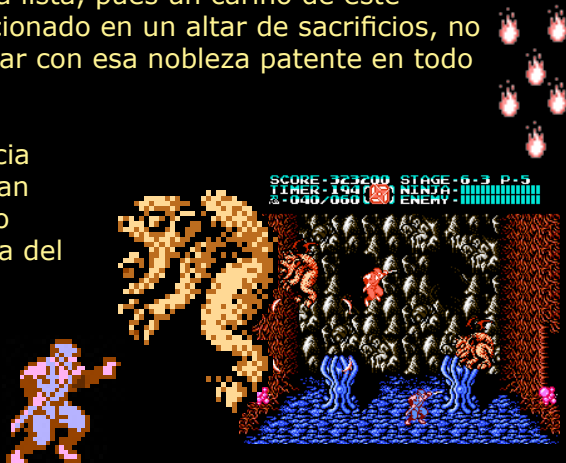 a lista, pues un cariño de este
cionado en un altar de sacrificios, no
ar con esa nobleza patente en todo
cia
an
o
a del
SCORE-323200 STAGE-6-3 P-5
TIMER-194 NINJA-
-040/060 ENEMY-